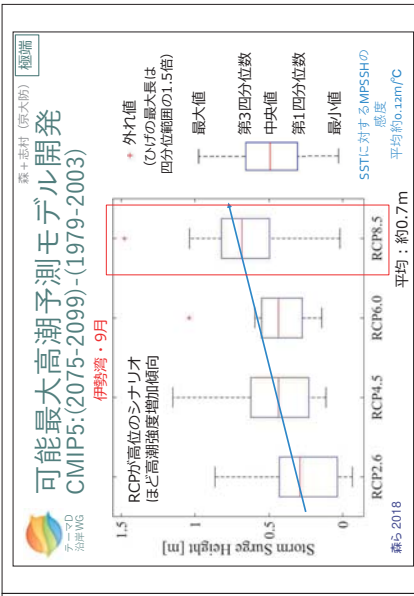 テーマD
沿岸WG
可能最大高潮予測モデル開発
CMIP5:(2075-2099)-(1979-2003)
森+志村(京大防)
極端
伊勢湾・9月
RCPが高位のシナリオ
ほど高潮強度増加傾向
Storm Surge Height [m]
1.5
1
0.5
0
RCP2.6
RCP4.5
RCP6.0
RCP8.5
+ 外れ値
(ひげの最大長は
四分位範囲の1.5倍)
最大値
第3四分位数
中央値
第1四分位数
最小値
SSTに対するMPSSHの
感度
平均約0.12m/℃
平均:約0.7m
森ら2018